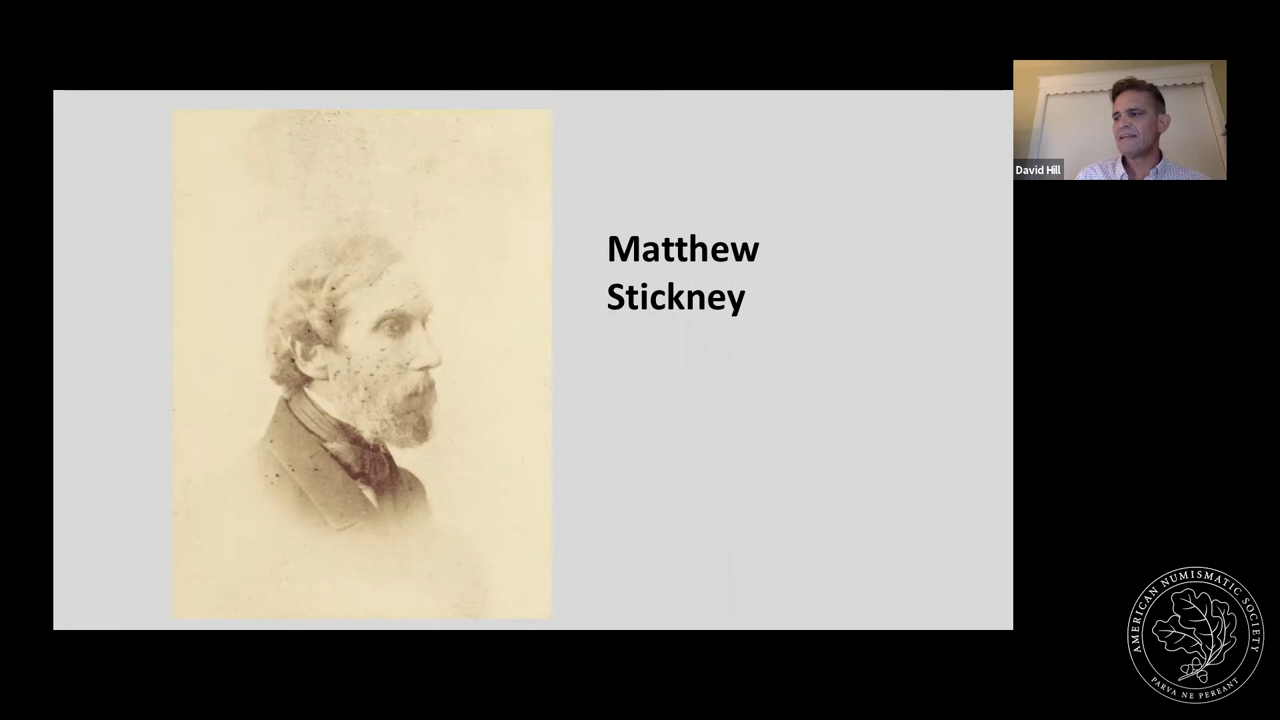 Matthew
Stickney
David Hill
AMERICAN NUMISMATIC SOCIETY
PARVA NE PEREANT